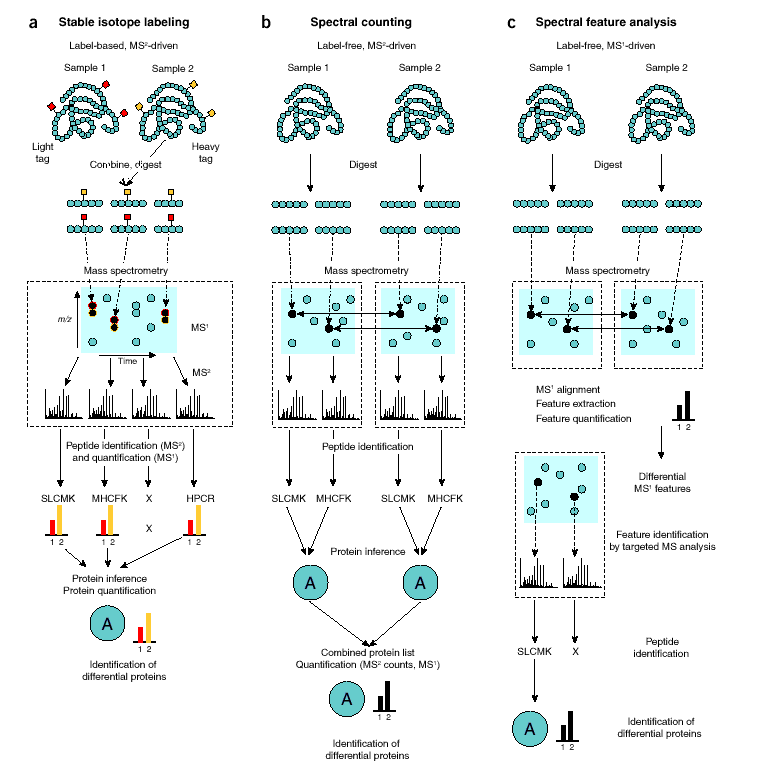 a Stable isotope labeling
Label-based, MS²-driven
Sample 1 Sample 2
Light tag
Heavy tag
Combine, digest
Mass spectrometry
m/z
MS¹
Time
MS²
Peptide identification (MS²)
and quantification (MS¹)
SLCMK MHCFK X HPCR
X
1 2 1 2 1 2
Protein inference
Protein quantification
A
1 2
Identification of
differential proteins
b Spectral counting
Label-free, MS²-driven
Sample 1 Sample 2
Digest
Mass spectrometry
Peptide identification
SLCMK MHCFK SLCMK MHCFK
Protein inference
A A
Combined protein list
Quantification (MS² counts, MS¹)
A
1 2
Identification of
differential proteins
c Spectral feature analysis
Label-free, MS¹-driven
Sample 1 Sample 2
Digest
Mass spectrometry
MS¹ alignment
Feature extraction
Feature quantification
1 2
Differential
MS¹ features
Feature identification
by targeted MS analysis
SLCMK X
Peptide
identification
A
1 2
Identification of
differential proteins